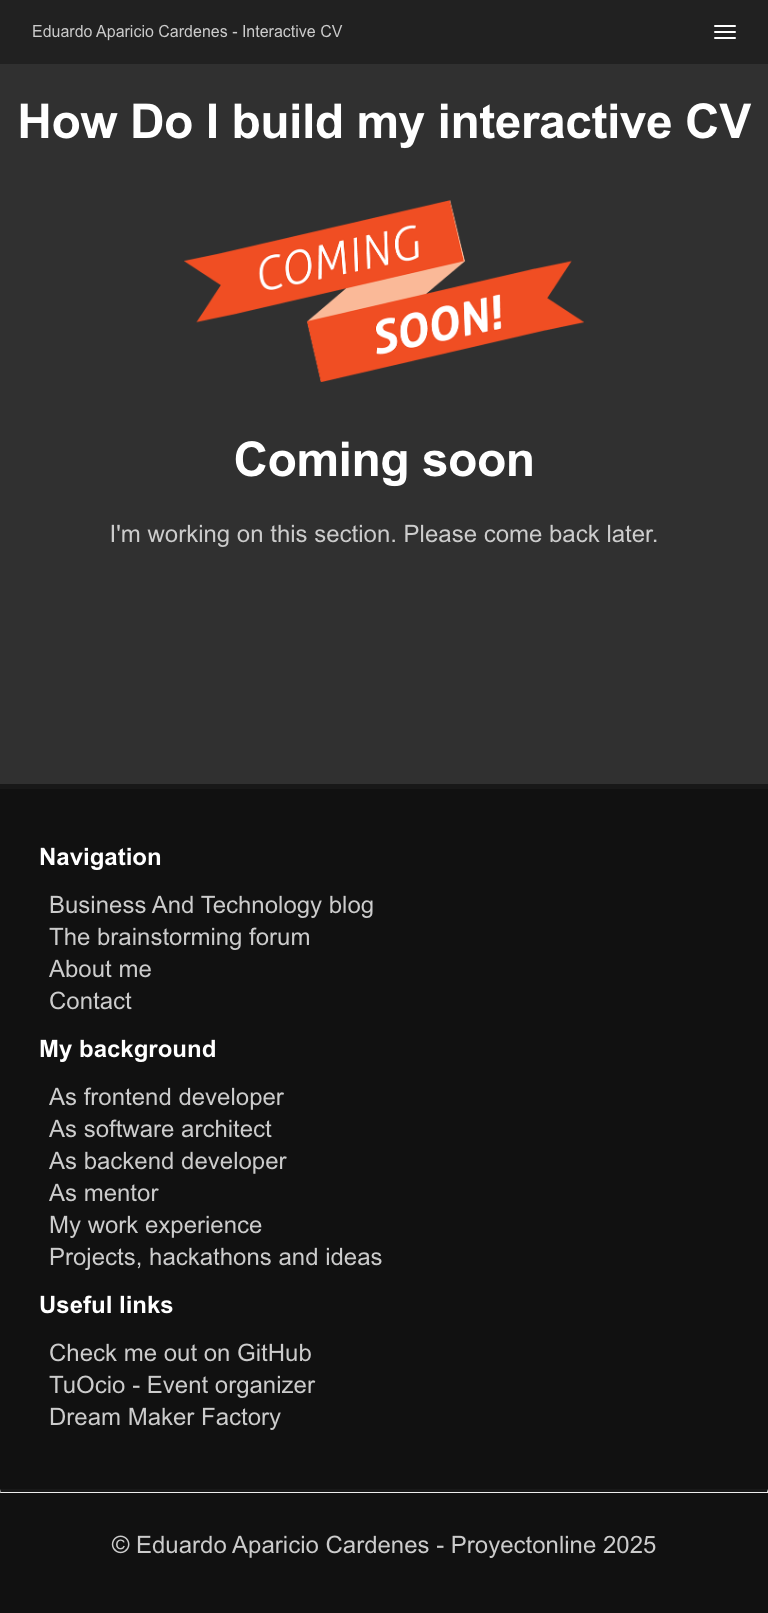 Eduardo Aparicio Cardenes - Interactive CV
How Do I build my interactive CV
COMING
SOON!
Coming soon
I'm working on this section. Please come back later.
Navigation
Business And Technology blog
The brainstorming forum
About me
Contact
My background
As frontend developer
As software architect
As backend developer
As mentor
My work experience
Projects, hackathons and ideas
Useful links
Check me out on GitHub
TuOcio - Event organizer
Dream Maker Factory
© Eduardo Aparicio Cardenes - Proyectonline 2025